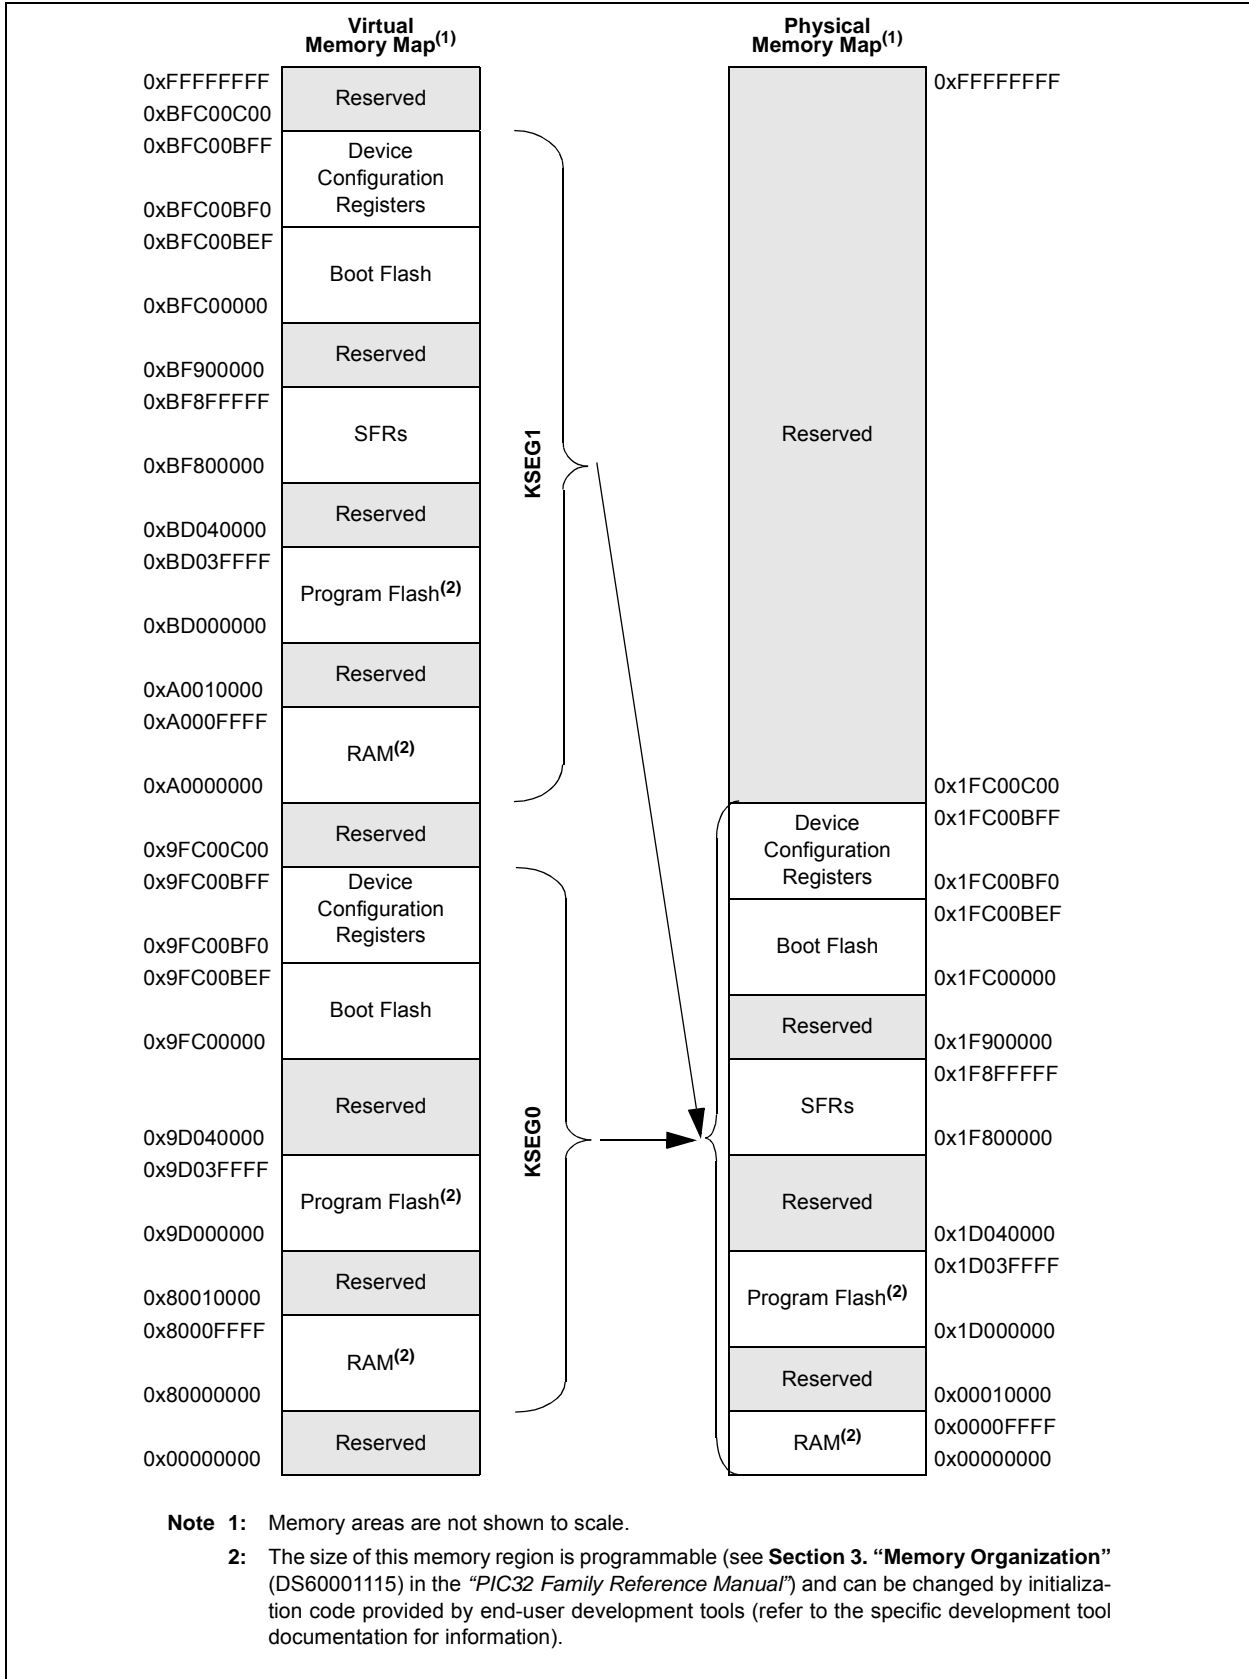 Virtual
Memory Map(1)
0xFFFFFFFF
Reserved
0xBFC00C00
0xBFC00BFF
Device
Configuration
Registers
0xBFC00BF0
0xBFC00BEF
Boot Flash
0xBFC00000
Reserved
0xBF900000
0xBF8FFFFF
SFRs
0xBF800000
Reserved
0xBD040000
0xBD03FFFF
Program Flash(2)
0xBD000000
Reserved
0xA0010000
0xA000FFFF
RAM(2)
0xA0000000
Reserved
0x9FC00C00
0x9FC00BFF
Device
Configuration
Registers
0x9FC00BF0
0x9FC00BEF
Boot Flash
0x9FC00000
Reserved
0x9D040000
0x9D03FFFF
Program Flash(2)
0x9D000000
Reserved
0x80010000
0x8000FFFF
RAM(2)
0x80000000
Reserved
0x00000000
KSEG1
KSEG0
Physical
Memory Map(1)
0xFFFFFFFF
Reserved
0x1FC00C00
0x1FC00BFF
Device
Configuration
Registers
0x1FC00BF0
0x1FC00BEF
Boot Flash
0x1FC00000
Reserved
0x1F900000
0x1F8FFFFF
SFRs
0x1F800000
Reserved
0x1D040000
0x1D03FFFF
Program Flash(2)
0x1D000000
Reserved
0x00010000
0x0000FFFF
RAM(2)
0x00000000
Note 1: Memory areas are not shown to scale.
2: The size of this memory region is programmable (see Section 3. “Memory Organization”
(DS60001115) in the “PIC32 Family Reference Manual”) and can be changed by initializa-
tion code provided by end-user development tools (refer to the specific development tool
documentation for information).